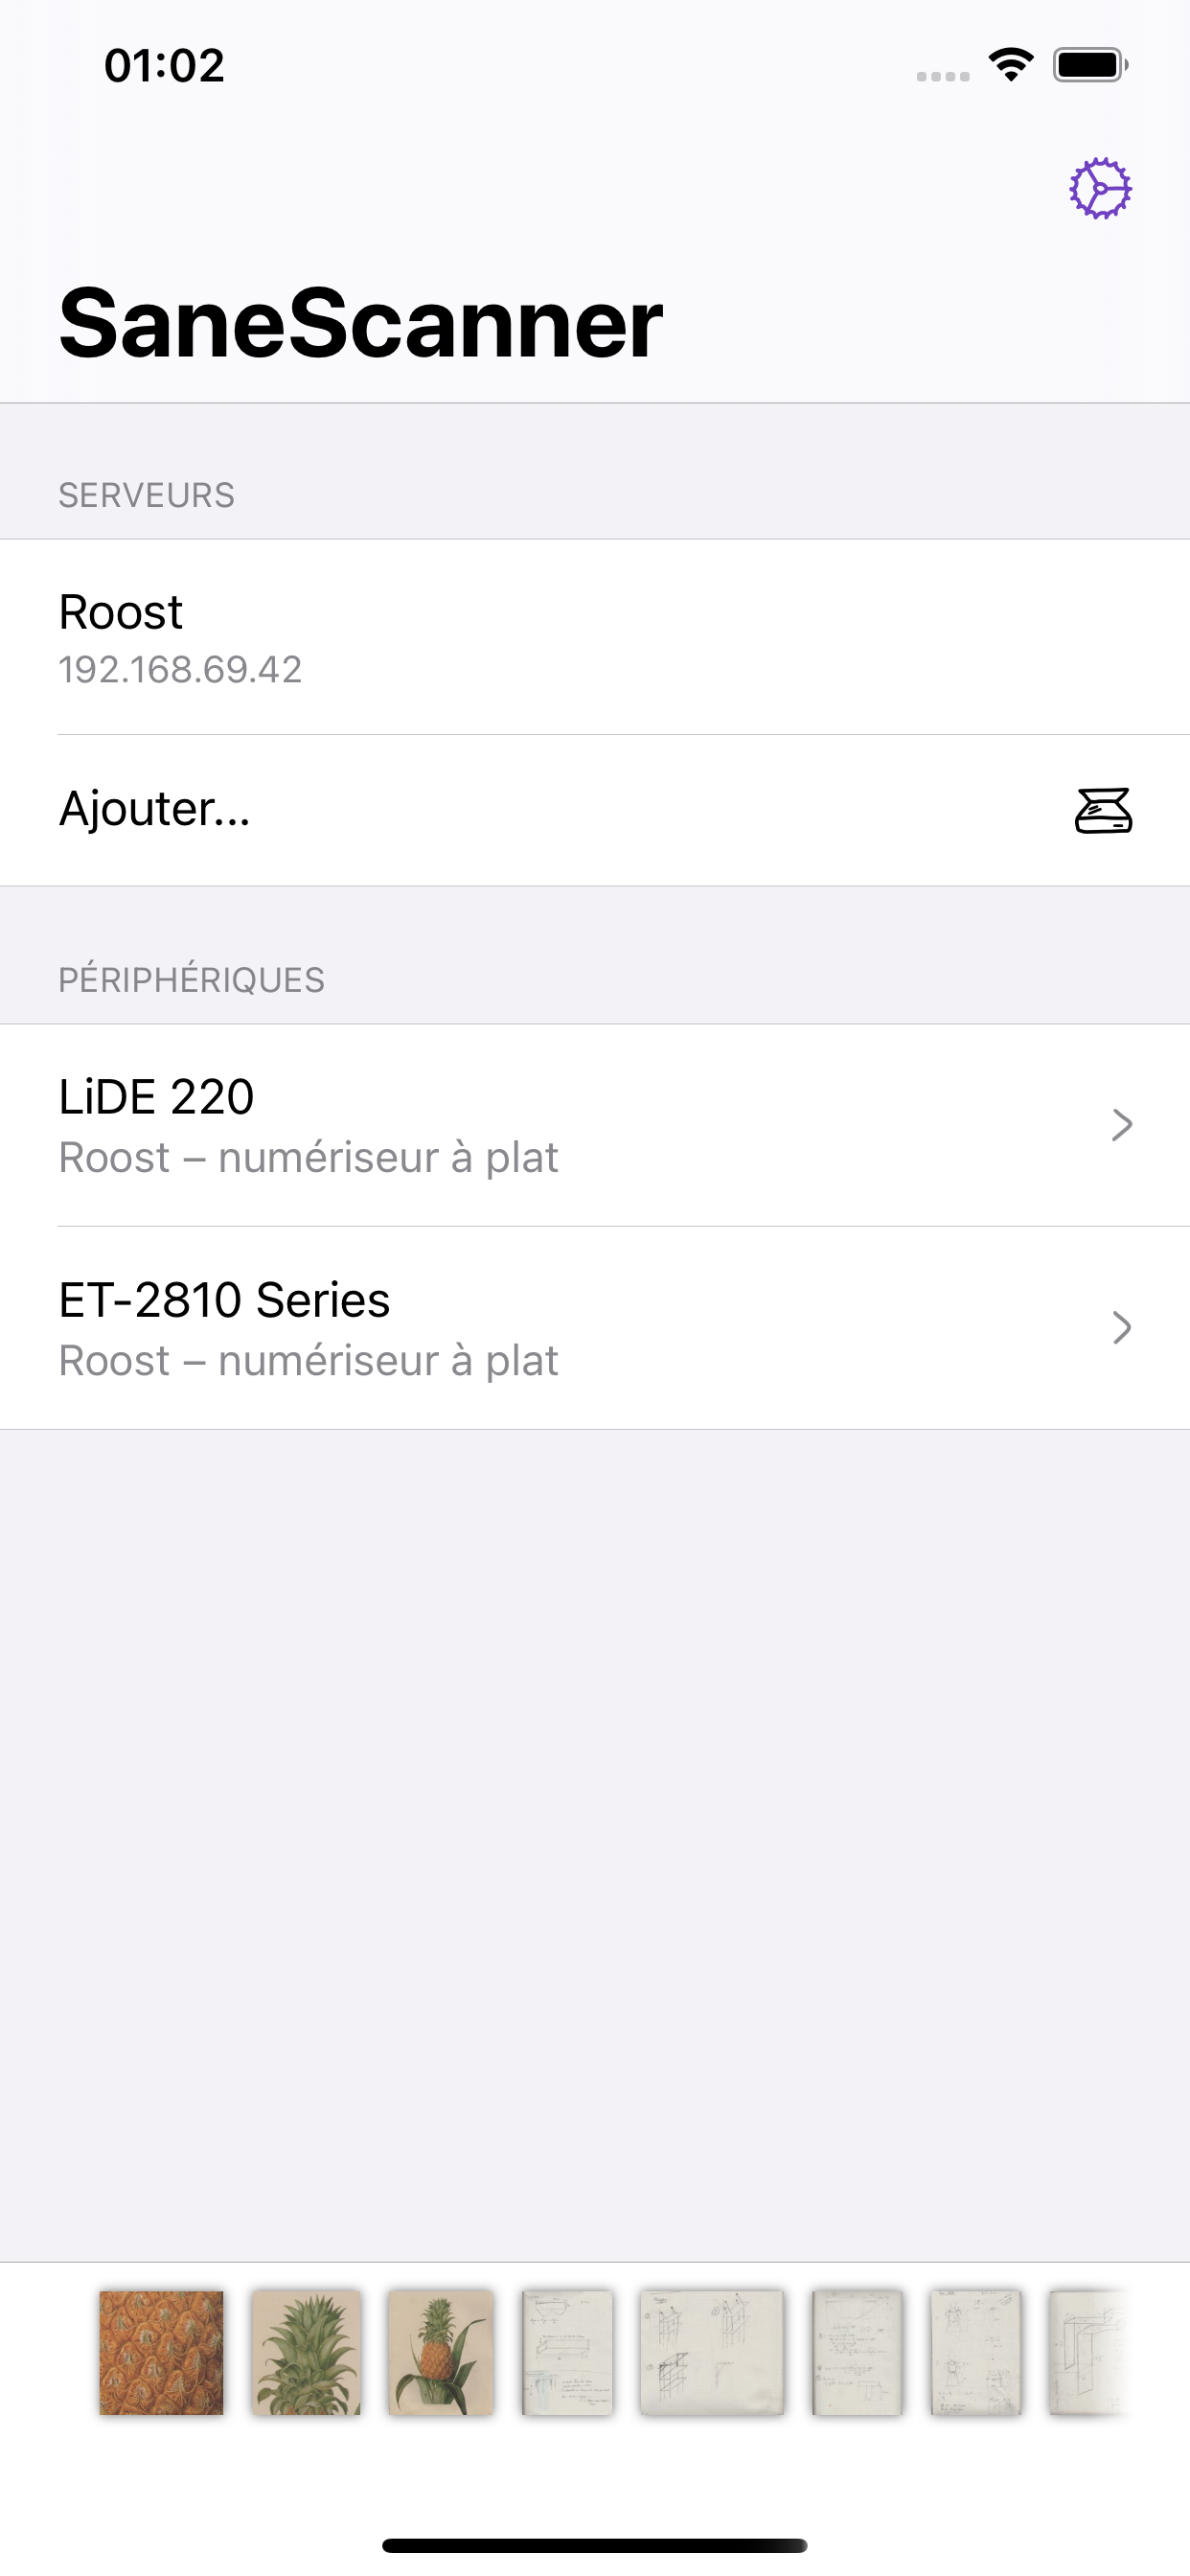 01:02
SaneScanner
SERVEURS
Roost
192.168.69.42
Ajouter...
PÉRIPHÉRIQUES
LiDE 220
Roost – numériseur à plat
ET-2810 Series
Roost – numériseur à plat